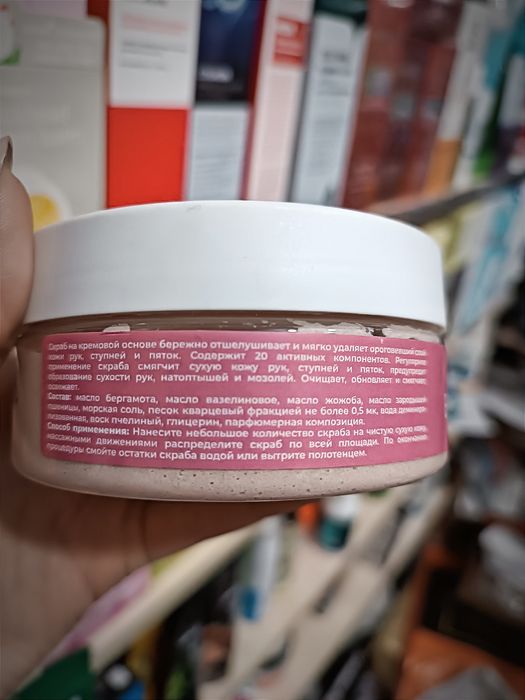 Скраб на кремовой основе бережно отшелушивает и мягко удаляет ороговевший слой
кожи рук, ступней и пяток. Содержит 20 активных компонентов. Регулярное
применение скраба смягчит сухую кожу рук, ступней и пяток, предупредит
образование сухости рук, натоптышей и мозолей. Очищает, обновляет и смягчает,
освежает.
Состав: масло бергамота, масло вазелиновое, масло жожоба, масло зародышей
пшеницы, морская соль, песок кварцевый фракцией не более 0,5 мк, вода деминера-
лизованная, воск пчелиный, глицерин, парфюмерная композиция.
Способ применения: Нанесите небольшое количество скраба на чистую сухую кожу,
массажными движениями распределите скраб по всей площади. По окончанию
процедуры смойте остатки скраба водой или вытрите полотенцем.